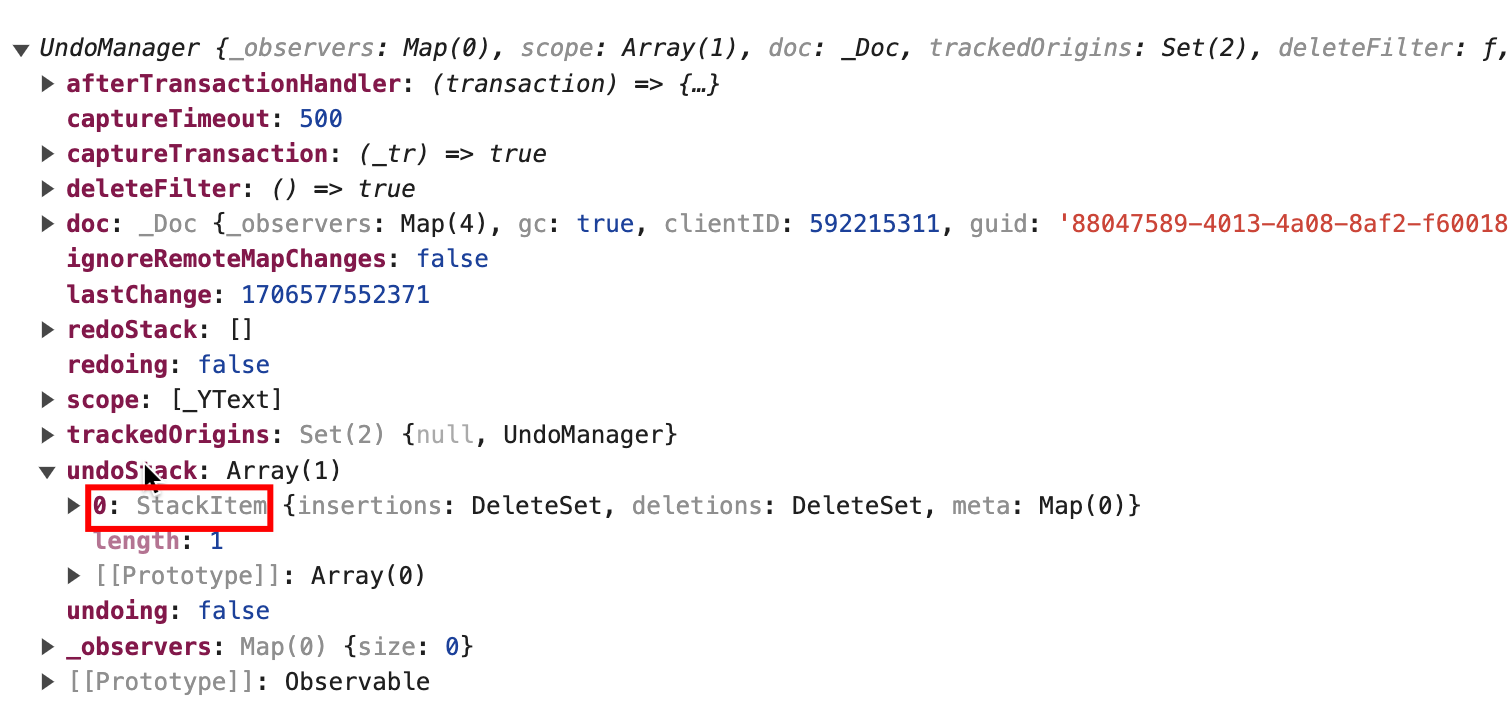 ▼ UndoManager {_observers: Map(0), scope: Array(1), doc: _Doc, trackedOrigins: Set(2), deleteFilter: ƒ,
▶ afterTransactionHandler: (transaction) => {…}
captureTimeout: 500
▶ captureTransaction: (_tr) => true
▶ deleteFilter: () => true
▶ doc: _Doc {_observers: Map(4), gc: true, clientID: 592215311, guid: '88047589-4013-4a08-8af2-f60018
ignoreRemoteMapChanges: false
lastChange: 1706577552371
▶ redoStack: []
redoing: false
▶ scope: [_YText]
▶ trackedOrigins: Set(2) {null, UndoManager}
▼ undoStack: Array(1)
▶ 0: StackItem {insertions: DeleteSet, deletions: DeleteSet, meta: Map(0)}
length: 1
▶ [[Prototype]]: Array(0)
undoing: false
▶ _observers: Map(0) {size: 0}
▶ [[Prototype]]: Observable